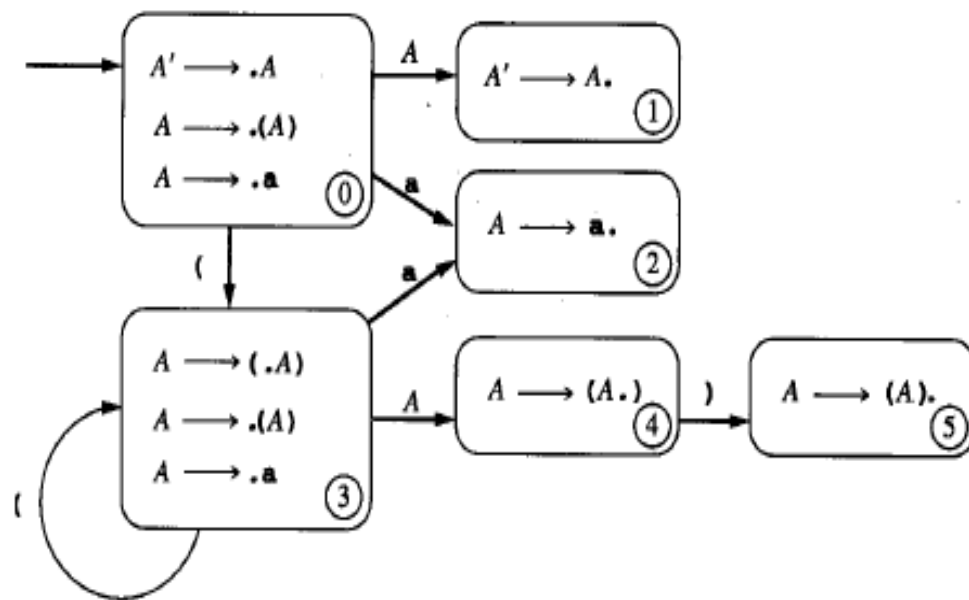 A' ⟶ .A
A ⟶ .(A)
A ⟶ .a
0
A
A' ⟶ A.
1
a
A ⟶ a.
2
(
a
A ⟶ (.A)
A ⟶ .(A)
A ⟶ .a
3
A
A ⟶ (A.)
4
)
A ⟶ (A).
5
(